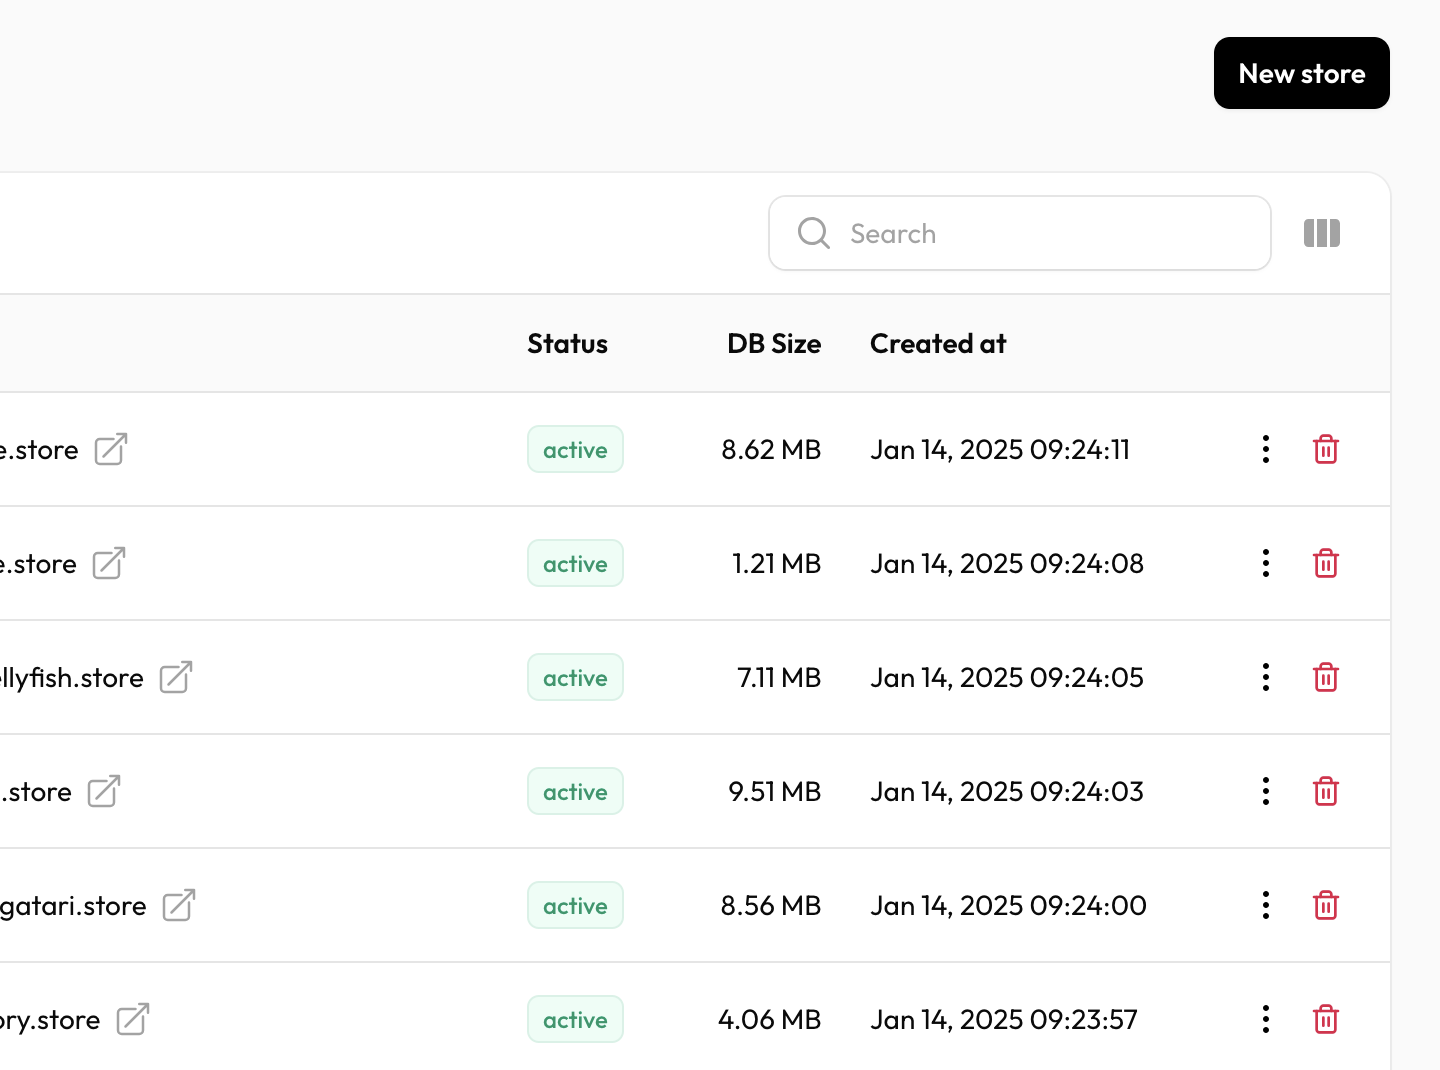 New store
Search
Status DB Size Created at
e.store active 8.62 MB Jan 14, 2025 09:24:11
e.store active 1.21 MB Jan 14, 2025 09:24:08
ellyfish.store active 7.11 MB Jan 14, 2025 09:24:05
.store active 9.51 MB Jan 14, 2025 09:24:03
gatari.store active 8.56 MB Jan 14, 2025 09:24:00
ory.store active 4.06 MB Jan 14, 2025 09:23:57